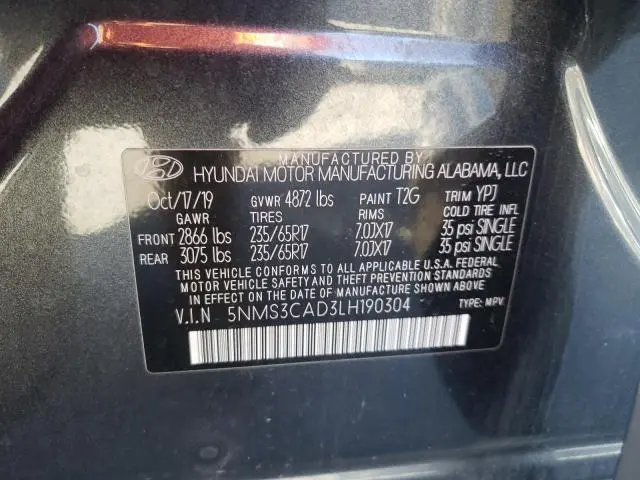 MANUFACTURED BY
HYUNDAI MOTOR MANUFACTURING ALABAMA, LLC
Oct/17/19 GVWR 4872 lbs PAINT T2G TRIM YPJ
GAWR TIRES RIMS COLD TIRE INFL
FRONT 2866 lbs 235/65R17 7.0JX17 35 psi SINGLE
REAR 3075 lbs 235/65R17 7.0JX17 35 psi SINGLE
THIS VEHICLE CONFORMS TO ALL APPLICABLE U.S.A. FEDERAL
MOTOR VEHICLE SAFETY AND BUMPER STANDARDS IN
EFFECT ON THE DATE OF MANUFACTURE SHOWN ABOVE
V.I.N 5NMS3CAD3LH190304 TYPE: MPV